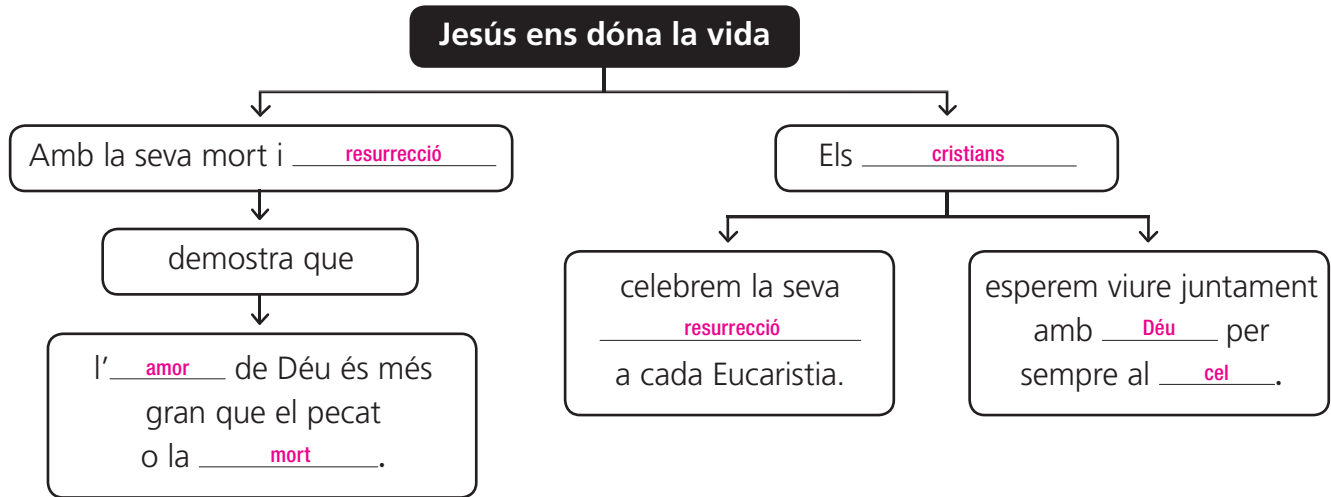 Jesús ens dóna la vida
Amb la seva mort i resurrecció
demostra que
l'amor de Déu és més
gran que el pecat
o la mort.
Els cristians
celebrem la seva
resurrecció
a cada Eucaristia.
esperem viure juntament
amb Déu per
sempre al cel.